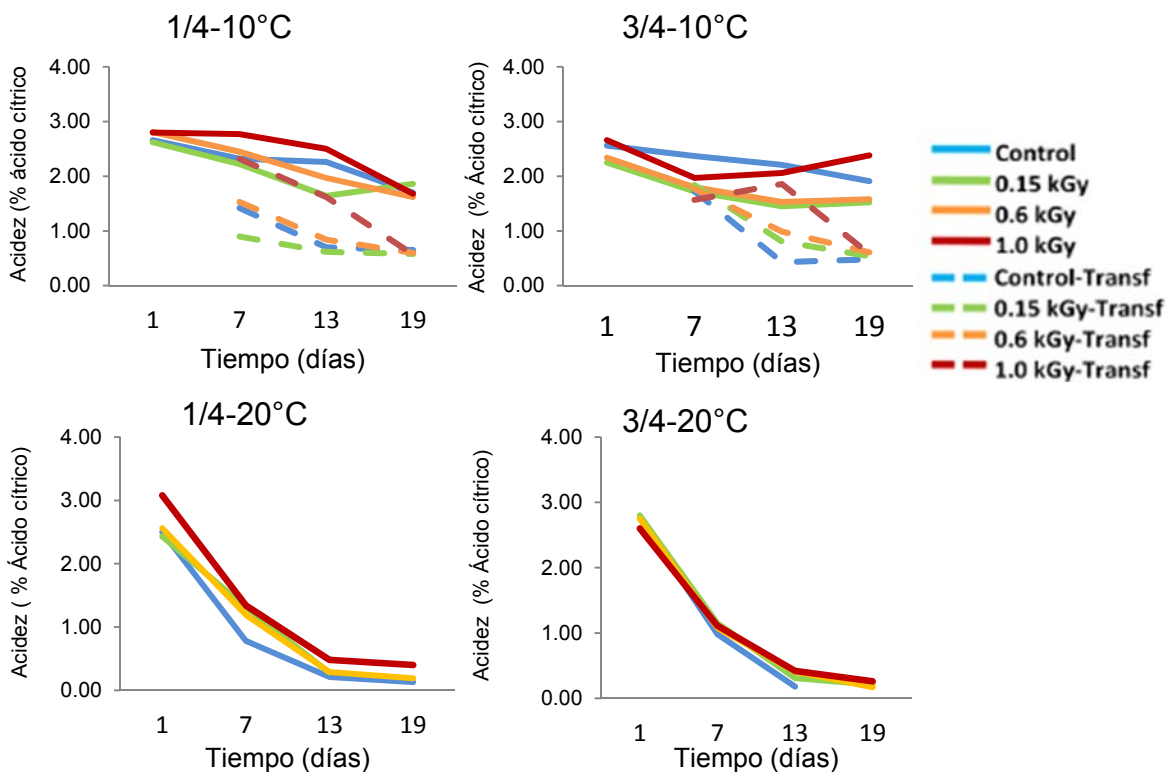 1/4-10°C
Acidez (% ácido cítrico
4.00
3.00
2.00
1.00
0.00
1 7 13 19
Tiempo (días)
3/4-10°C
Acidez (% Ácido cítrico)
4.00
3.00
2.00
1.00
0.00
1 7 13 19
Tiempo (días)
Control
0.15 kGy
0.6 kGy
1.0 kGy
Control-Transf
0.15 kGy-Transf
0.6 kGy-Transf
1.0 kGy-Transf
1/4-20°C
Acidez ( % Ácido cítrico)
4.00
3.00
2.00
1.00
0.00
1 7 13 19
Tiempo (días)
3/4-20°C
Acidez (% Ácido cítrico)
4.00
3.00
2.00
1.00
0.00
1 7 13 19
Tiempo (días)